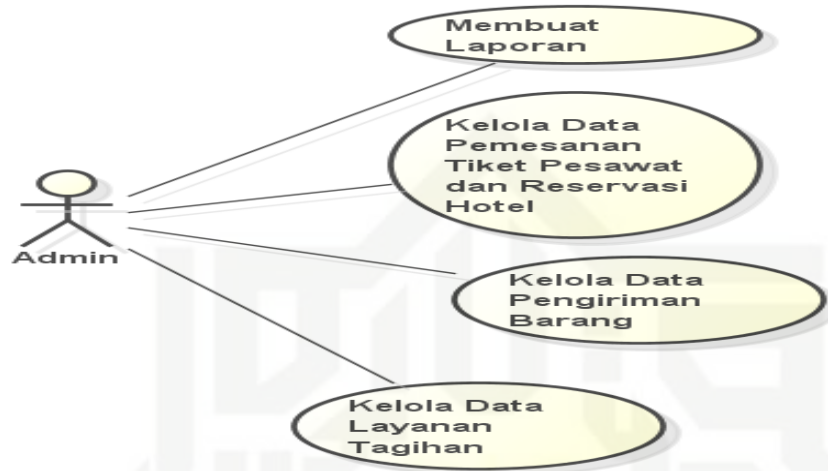 Membuat
Laporan
Kelola Data
Pemesanan
Tiket Pesawat
dan Reservasi
Hotel
Admin
Kelola Data
Pengiriman
Barang
Kelola Data
Layanan
Tagihan